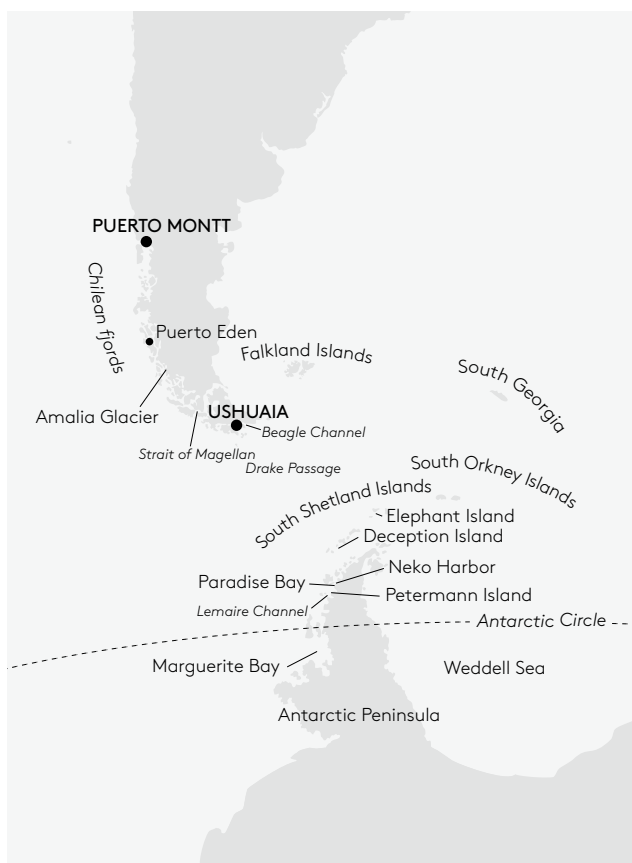 PUERTO MONTT
Chilean fjords
Puerto Eden
Falkland Islands
South Georgia
Amalia Glacier
USHUAIA
Beagle Channel
Strait of Magellan
Drake Passage
South Orkney Islands
South Shetland Islands
Elephant Island
Deception Island
Neko Harbor
Paradise Bay
Petermann Island
Lemaire Channel
Antarctic Circle
Marguerite Bay
Weddell Sea
Antarctic Peninsula